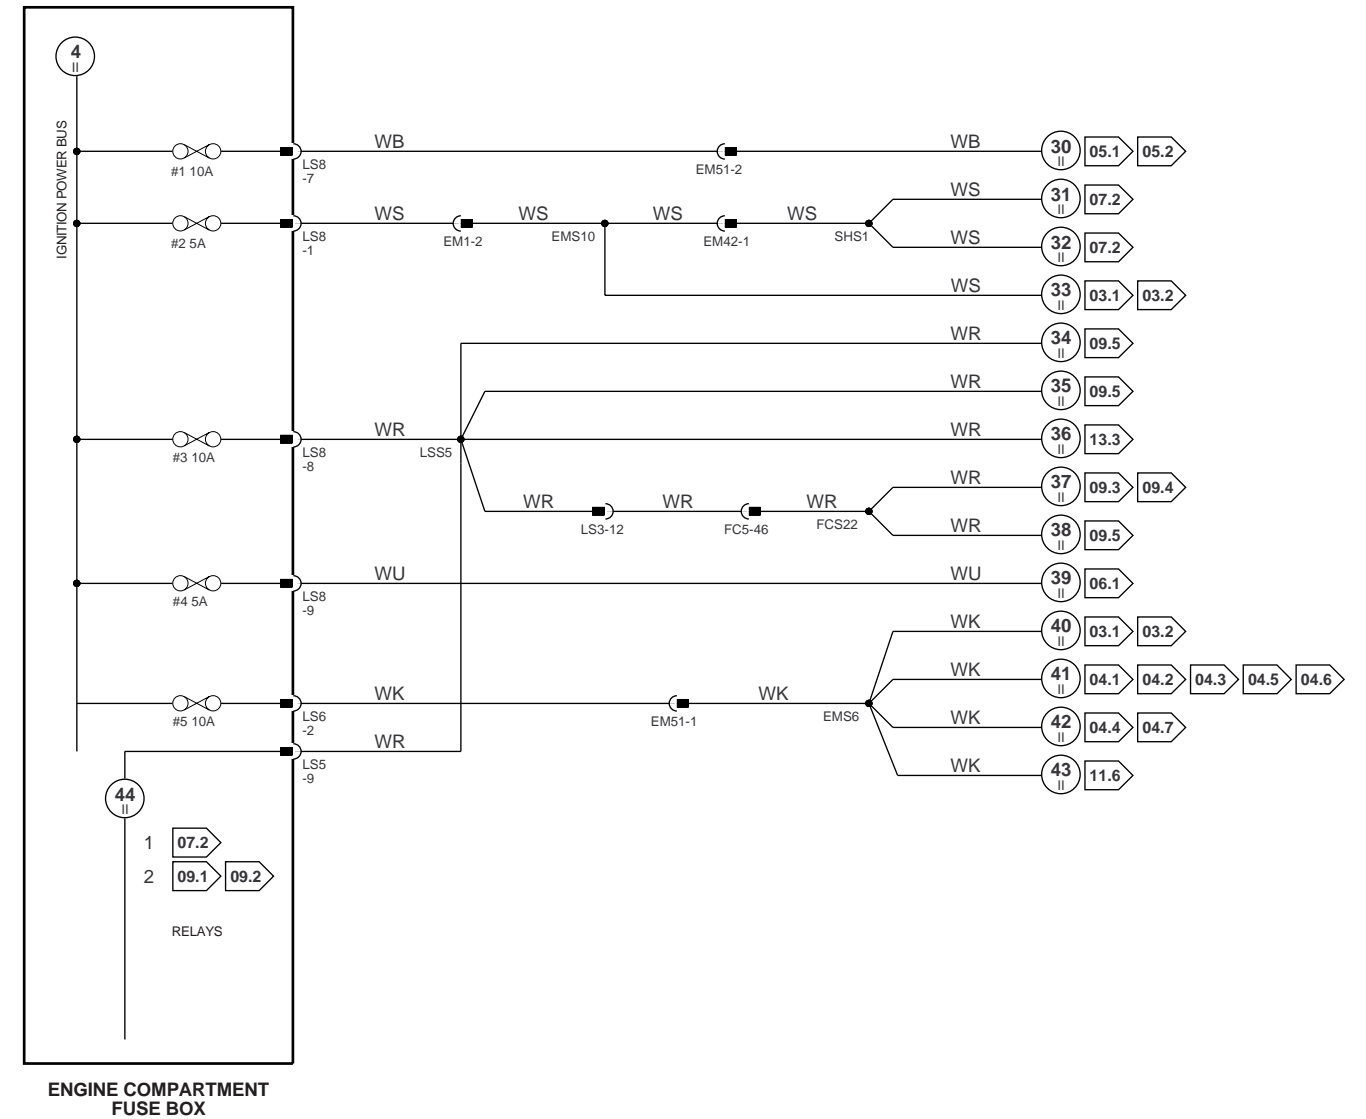 4
II
IGNITION POWER BUS
#1 10A
LS8
-7
WB
EM51-2
WB
30
II
05.1
05.2
#2 5A
LS8
-1
WS
EM1-2
WS
EMS10
WS
EM42-1
WS
SHS1
WS
31
II
07.2
WS
32
II
07.2
WS
33
II
03.1
03.2
WR
34
II
09.5
WR
35
II
09.5
#3 10A
LS8
-8
WR
LSS5
WR
36
II
13.3
WR
LS3-12
WR
FC5-46
WR
FCS22
WR
37
II
09.3
09.4
WR
38
II
09.5
#4 5A
LS8
-9
WU
WU
39
II
06.1
WK
40
II
03.1
03.2
WK
41
II
04.1
04.2
04.3
04.5
04.6
#5 10A
LS6
-2
WK
EM51-1
WK
EMS6
WK
42
II
04.4
04.7
WK
43
II
11.6
LS5
-9
WR
44
II
1
07.2
2
09.1
09.2
RELAYS
ENGINE COMPARTMENT
FUSE BOX